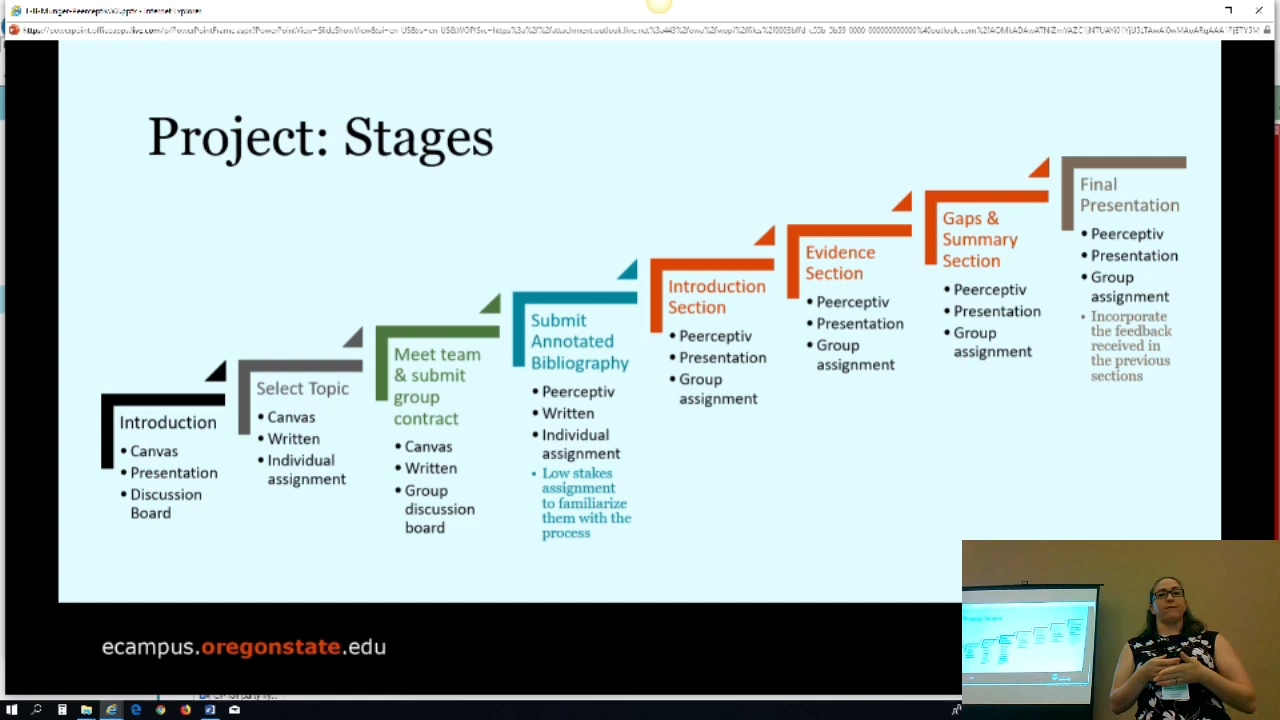 Project: Stages
Introduction
• Canvas
• Presentation
• Discussion
Board
Select Topic
• Canvas
• Written
• Individual
assignment
Meet team
& submit
group
contract
• Canvas
• Written
• Group
discussion
board
Submit
Annotated
Bibliography
• Peerceptiv
• Written
• Individual
assignment
• Low stakes
assignment
to familiarize
them with the
process
Introduction
Section
• Peerceptiv
• Presentation
• Group
assignment
Evidence
Section
• Peerceptiv
• Presentation
• Group
assignment
Gaps &
Summary
Section
• Peerceptiv
• Presentation
• Group
assignment
Final
Presentation
• Peerceptiv
• Presentation
• Group
assignment
• Incorporate
the feedback
received in
the previous
sections
ecampus.oregonstate.edu